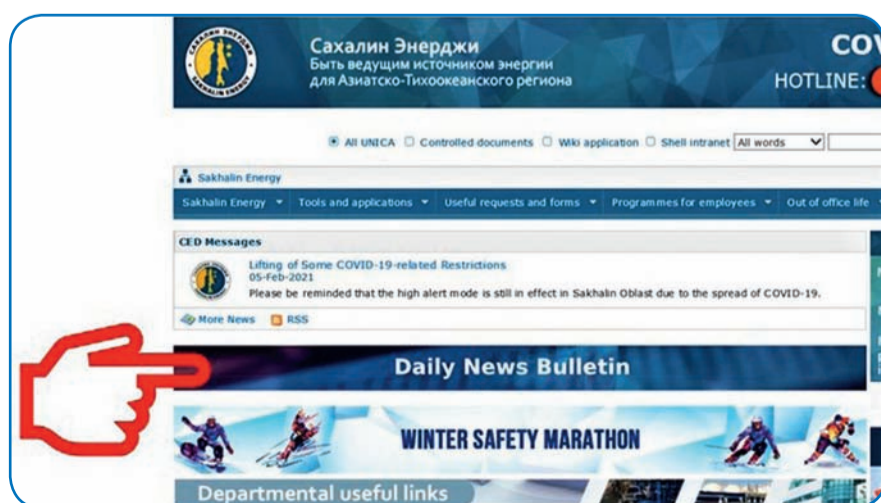 САХАЛИН ЭНЕРДЖИ
SAKHALIN ENERGY
Сахалин Энерджи
Быть ведущим источником энергии
для Азиатско-Тихоокеанского региона
HOTLINE:
All UNICA Controlled documents Wiki application Shell intranet All words
Sakhalin Energy
Sakhalin Energy Tools and applications Useful requests and forms Programmes for employees Out of office life
CED Messages
Lifting of Some COVID-19-related Restrictions
05-Feb-2021
Please be reminded that the high alert mode is still in effect in Sakhalin Oblast due to the spread of COVID-19.
More News RSS
Daily News Bulletin
WINTER SAFETY MARATHON
Departmental useful links